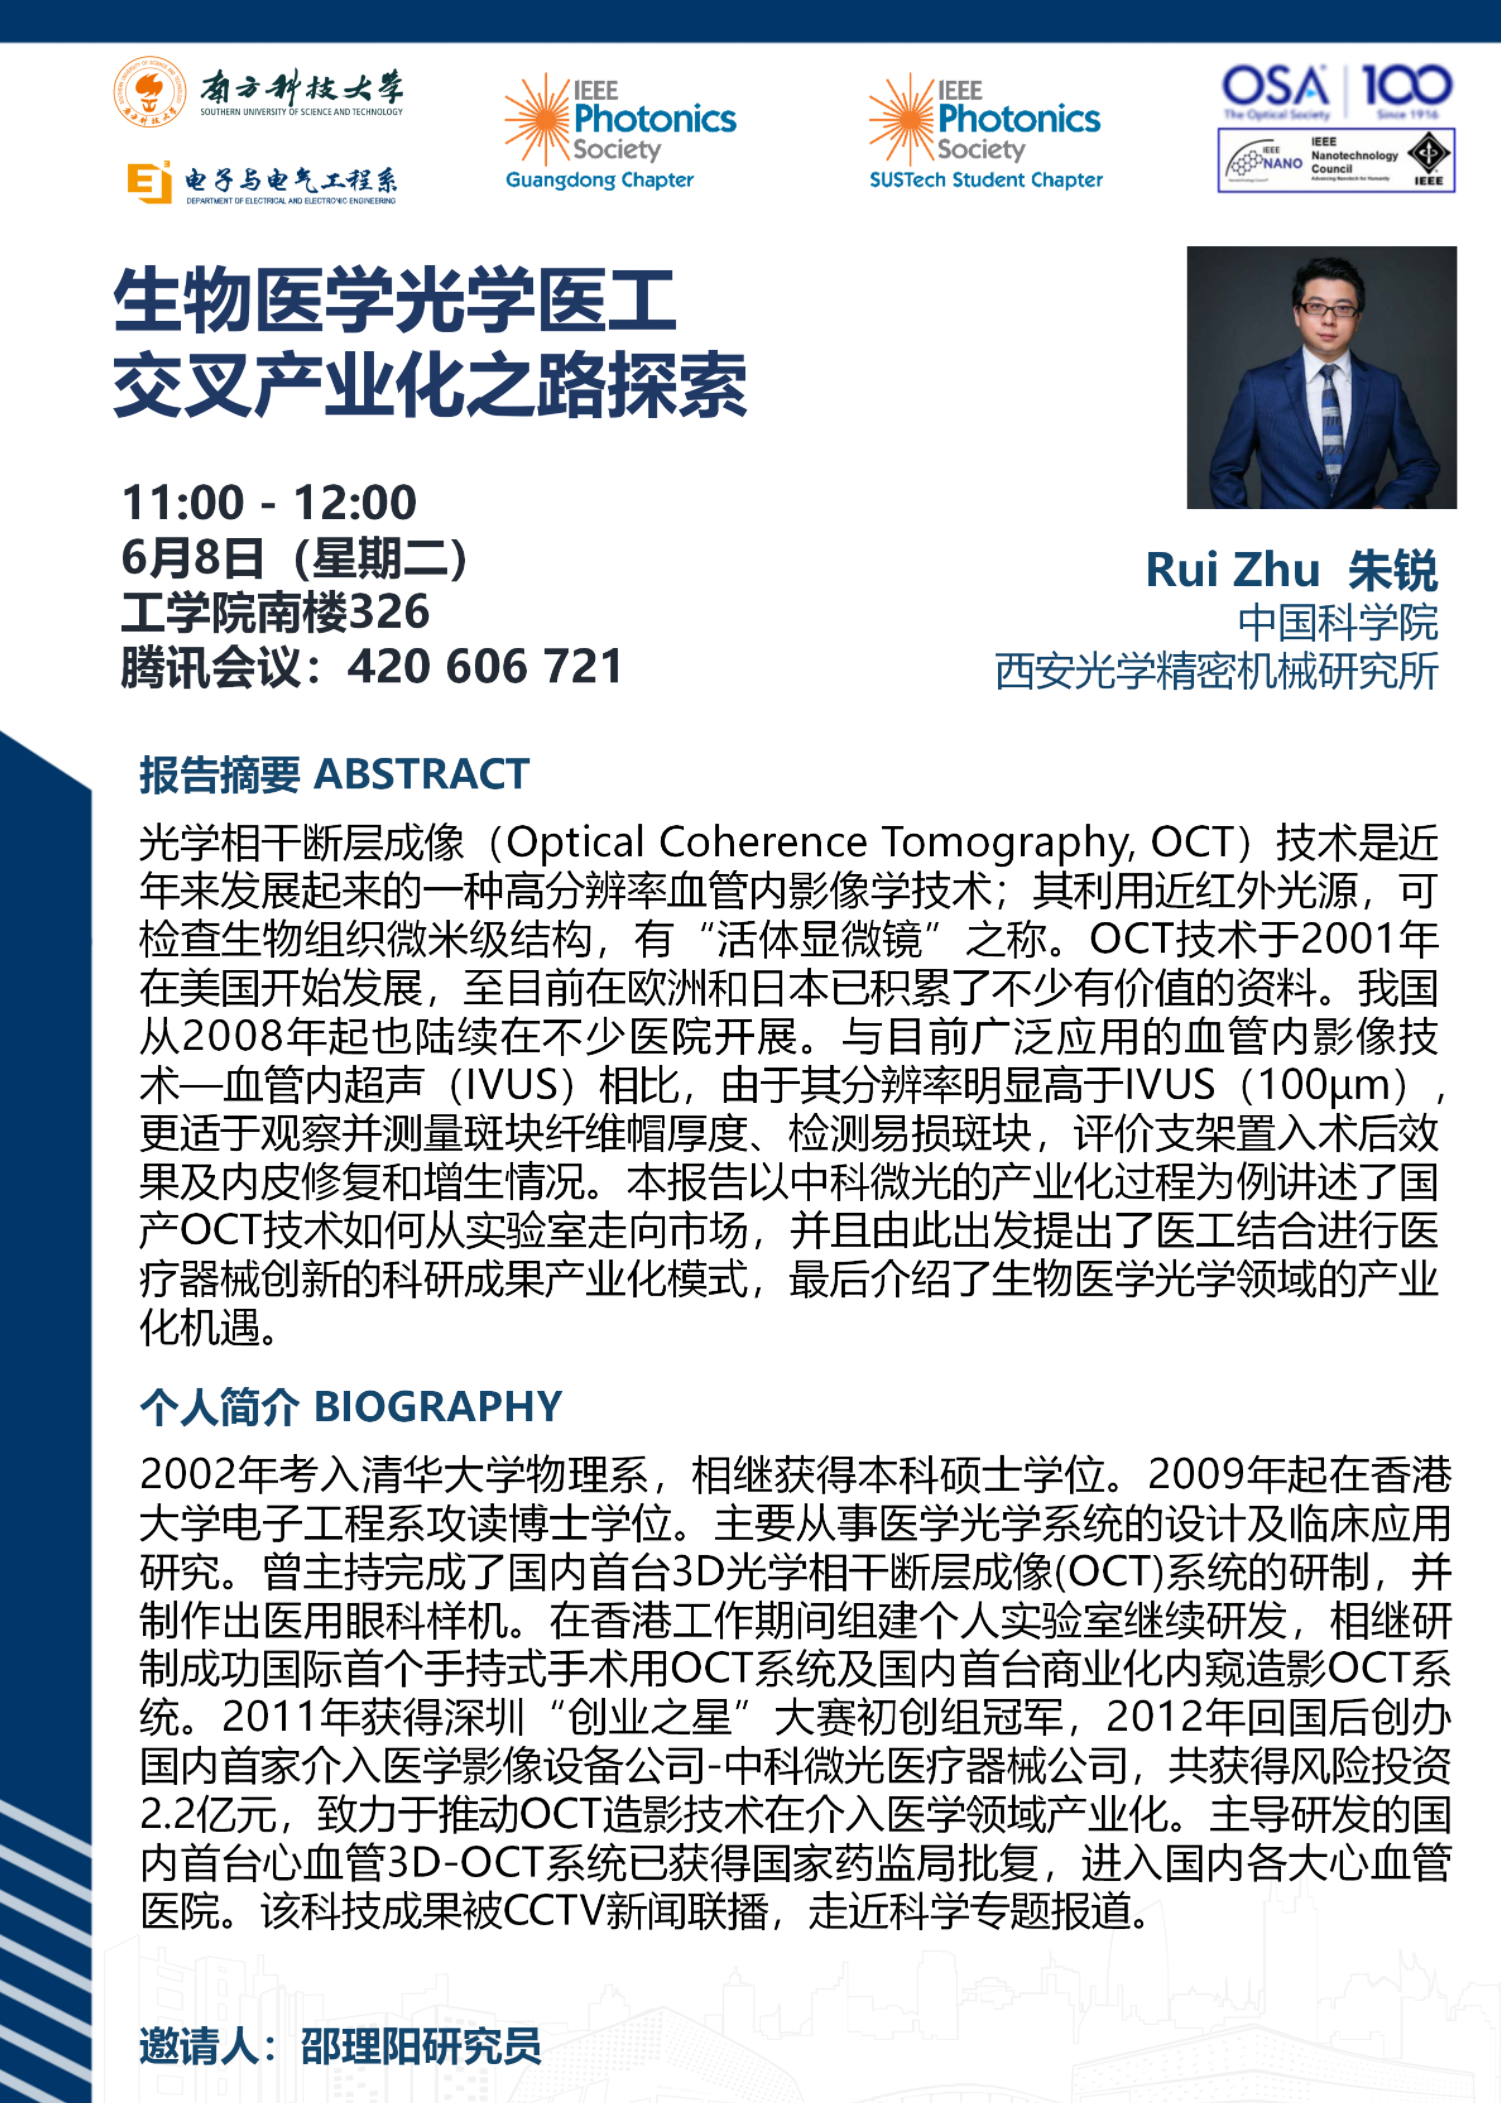 南方科技大学
SOUTHERN UNIVERSITY OF SCIENCE AND TECHNOLOGY
电子与电气工程系
DEPARTMENT OF ELECTRICAL AND ELECTRONIC ENGINEERING
IEEE
Photonics
Society
Guangdong Chapter
IEEE
Photonics
Society
SUSTech Student Chapter
OSA 100
The Optical Society Since 1916
IEEE
NANO
IEEE
Nanotechnology
Council
Advancing Nanotech for Humanity
IEEE
生物医学光学医工
交叉产业化之路探索
11:00 - 12:00
6月8日（星期二）
工学院南楼326
腾讯会议：420 606 721
Rui Zhu 朱锐
中国科学院
西安光学精密机械研究所
报告摘要 ABSTRACT
光学相干断层成像（Optical Coherence Tomography, OCT）技术是近
年来发展起来的一种高分辨率血管内影像学技术；其利用近红外光源，可
检查生物组织微米级结构，有“活体显微镜”之称。OCT技术于2001年
在美国开始发展，至目前在欧洲和日本已积累了不少有价值的资料。我国
从2008年起也陆续在不少医院开展。与目前广泛应用的血管内影像技
术—血管内超声（IVUS）相比，由于其分辨率明显高于IVUS（100μm），
更适于观察并测量斑块纤维帽厚度、检测易损斑块，评价支架置入术后效
果及内皮修复和增生情况。本报告以中科微光的产业化过程为例讲述了国
产OCT技术如何从实验室走向市场，并且由此出发提出了医工结合进行医
疗器械创新的科研成果产业化模式，最后介绍了生物医学光学领域的产业
化机遇。
个人简介 BIOGRAPHY
2002年考入清华大学物理系，相继获得本科硕士学位。2009年起在香港
大学电子工程系攻读博士学位。主要从事医学光学系统的设计及临床应用
研究。曾主持完成了国内首台3D光学相干断层成像(OCT)系统的研制，并
制作出医用眼科样机。在香港工作期间组建个人实验室继续研发，相继研
制成功国际首个手持式手术用OCT系统及国内首台商业化内窥造影OCT系
统。2011年获得深圳“创业之星”大赛初创组冠军，2012年回国后创办
国内首家介入医学影像设备公司-中科微光医疗器械公司，共获得风险投资
2.2亿元，致力于推动OCT造影技术在介入医学领域产业化。主导研发的国
内首台心血管3D-OCT系统已获得国家药监局批复，进入国内各大心血管
医院。该科技成果被CCTV新闻联播，走近科学专题报道。
邀请人：邵理阳研究员